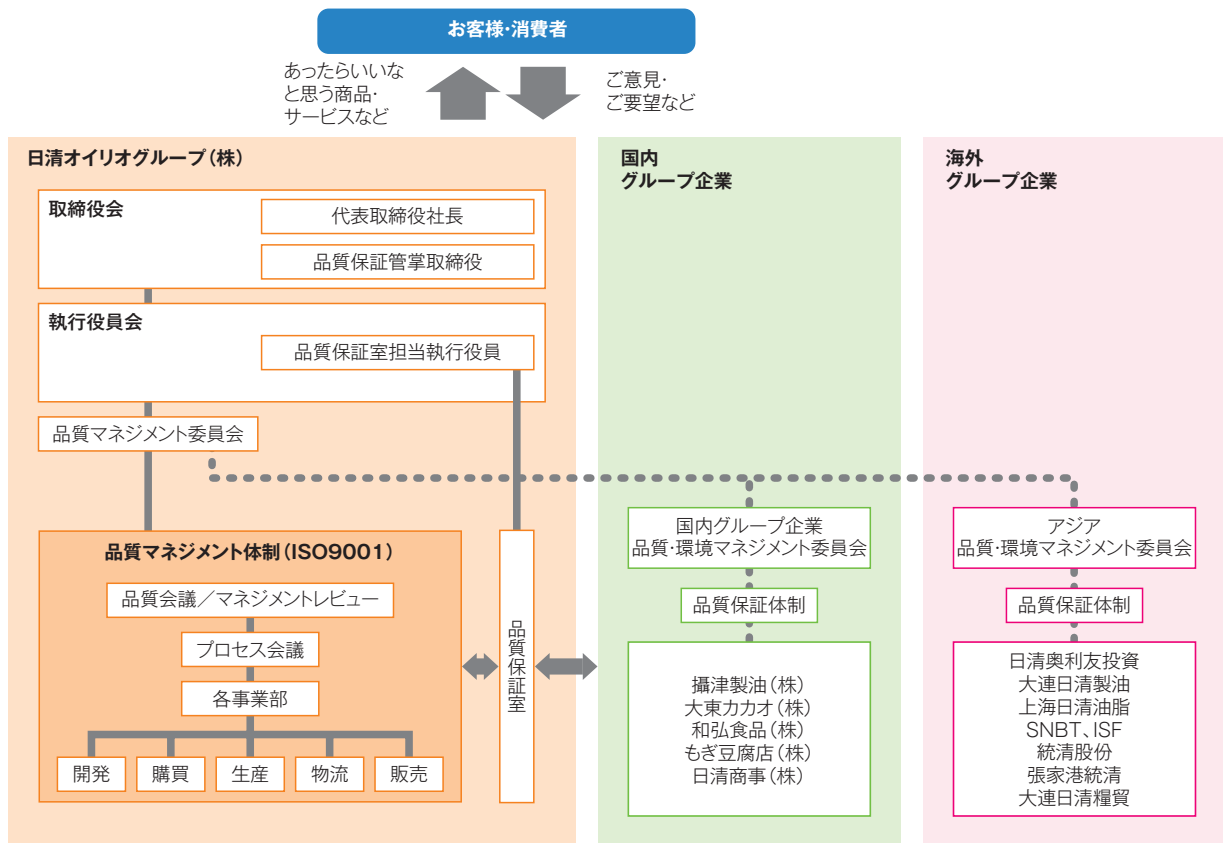 お客様・消費者
あったらいいな
と思う商品・
サービスなど
ご意見・
ご要望など
日清オイリオグループ（株）
取締役会
代表取締役社長
品質保証管掌取締役
執行役員会
品質保証室担当執行役員
品質マネジメント委員会
品質マネジメント体制（ISO9001）
品質会議／マネジメントレビュー
プロセス会議
各事業部
開発
購買
生産
物流
販売
品質保証室
国内
グループ企業
国内グループ企業
品質・環境マネジメント委員会
品質保証体制
攝津製油（株）
大東カカオ（株）
和弘食品（株）
もぎ豆腐店（株）
日清商事（株）
海外
グループ企業
アジア
品質・環境マネジメント委員会
品質保証体制
日清奥利友投資
大連日清製油
上海日清油脂
SNBT、ISF
統清股份
張家港統清
大連日清糧貿